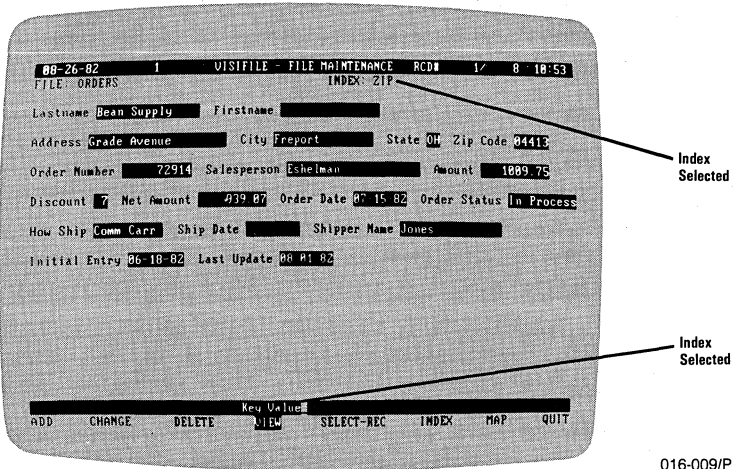 08-26-82 1 VISIFILE - FILE MAINTENANCE RCD# 1/ 8 10:53
FILE: ORDERS INDEX: ZIP
Lastname Bean Supply Firstname
Address Grade Avenue City Freport State OH Zip Code 04413
Order Number 72914 Salesperson Eshelman Amount 1009.75
Discount 7 Net Amount 939.07 Order Date 07-15-82 Order Status In Process
How Ship Comm Carr Ship Date Shipper Name Jones
Initial Entry 06-18-82 Last Update 08-01-82
Index
Selected
Index
Selected
Key Value
ADD CHANGE DELETE VIEW SELECT-REC INDEX MAP QUIT
016-009/P